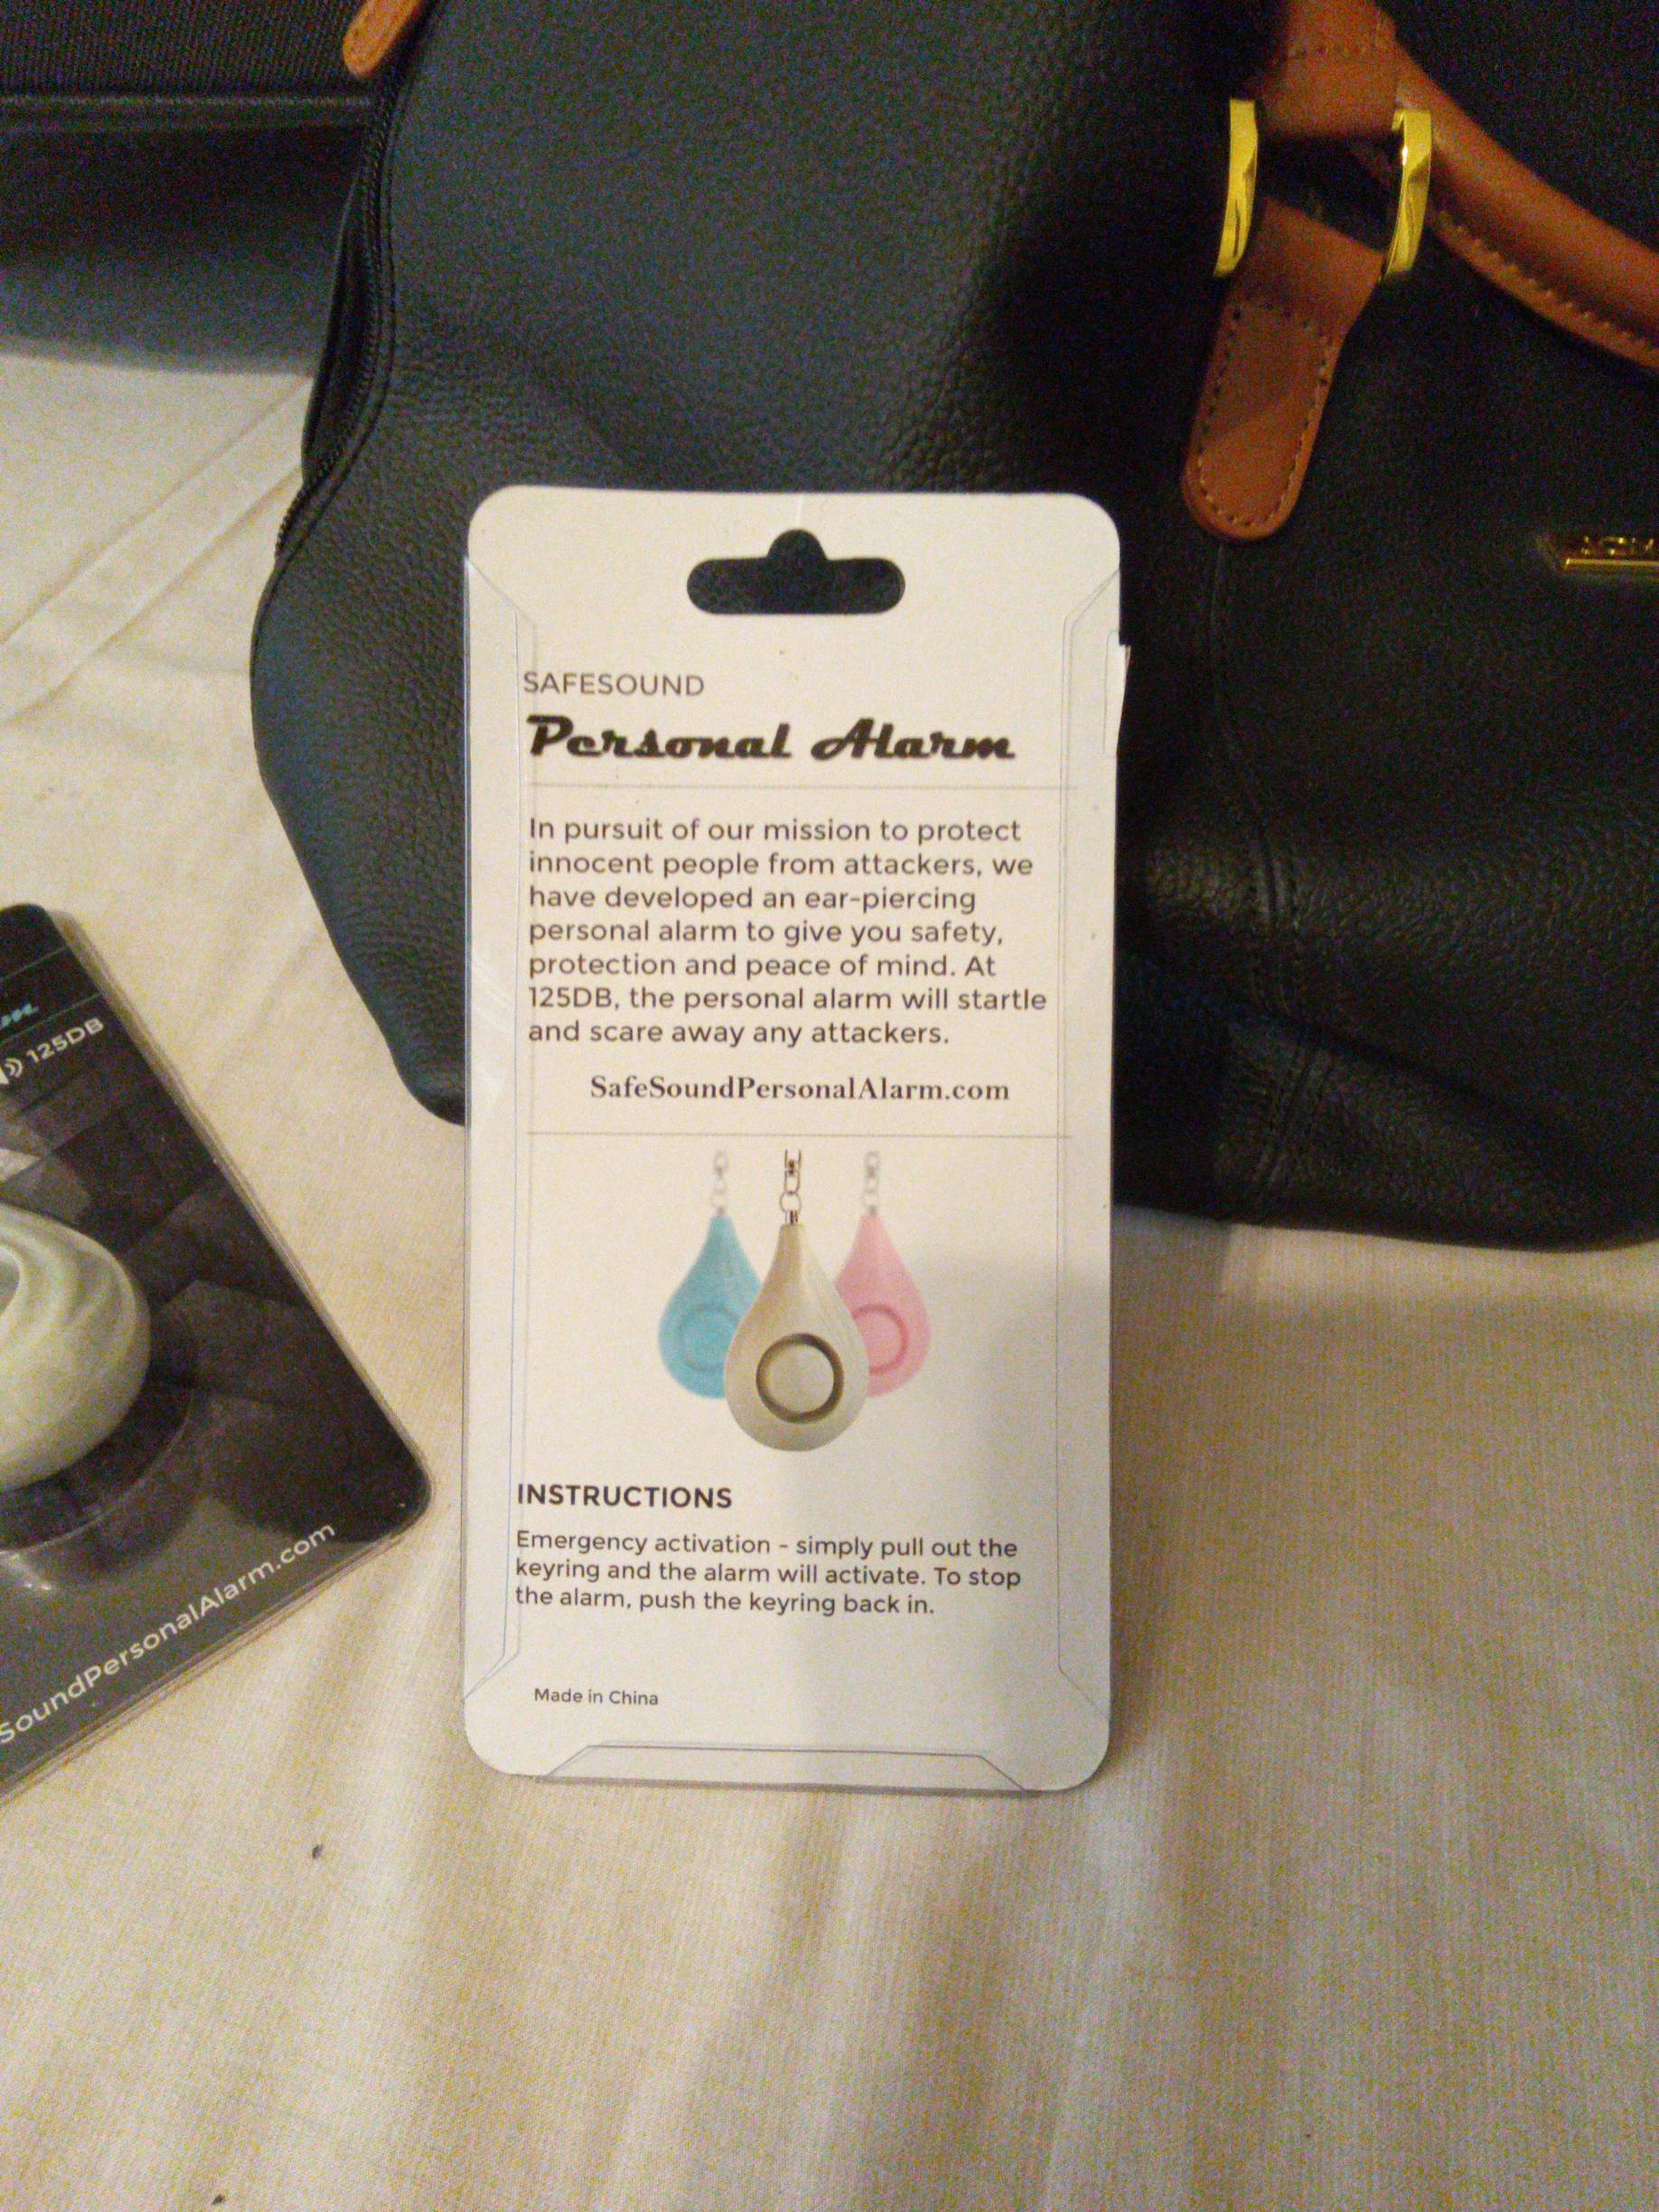 SAFESOUND
Personal Alarm
In pursuit of our mission to protect
innocent people from attackers, we
have developed an ear-piercing
personal alarm to give you safety,
protection and peace of mind. At
125DB, the personal alarm will startle
and scare away any attackers.
SafeSoundPersonalAlarm.com
INSTRUCTIONS
Emergency activation - simply pull out the
keyring and the alarm will activate. To stop
the alarm, push the keyring back in.
Made in China
125DB
SoundPersonalAlarm.com